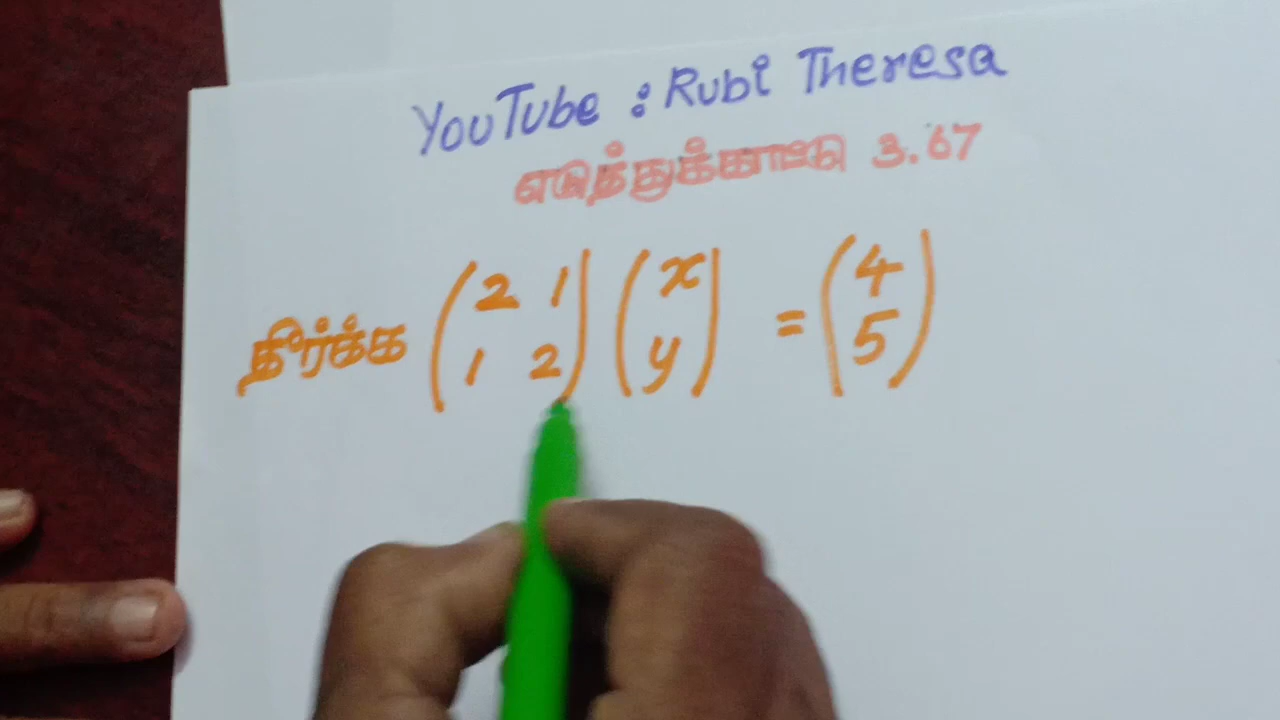 YouTube : Rubi Theresa
எடுத்துக்காட்டு 3.67
தீர்க்க (2 1 1 2) (x y) = (4 5)